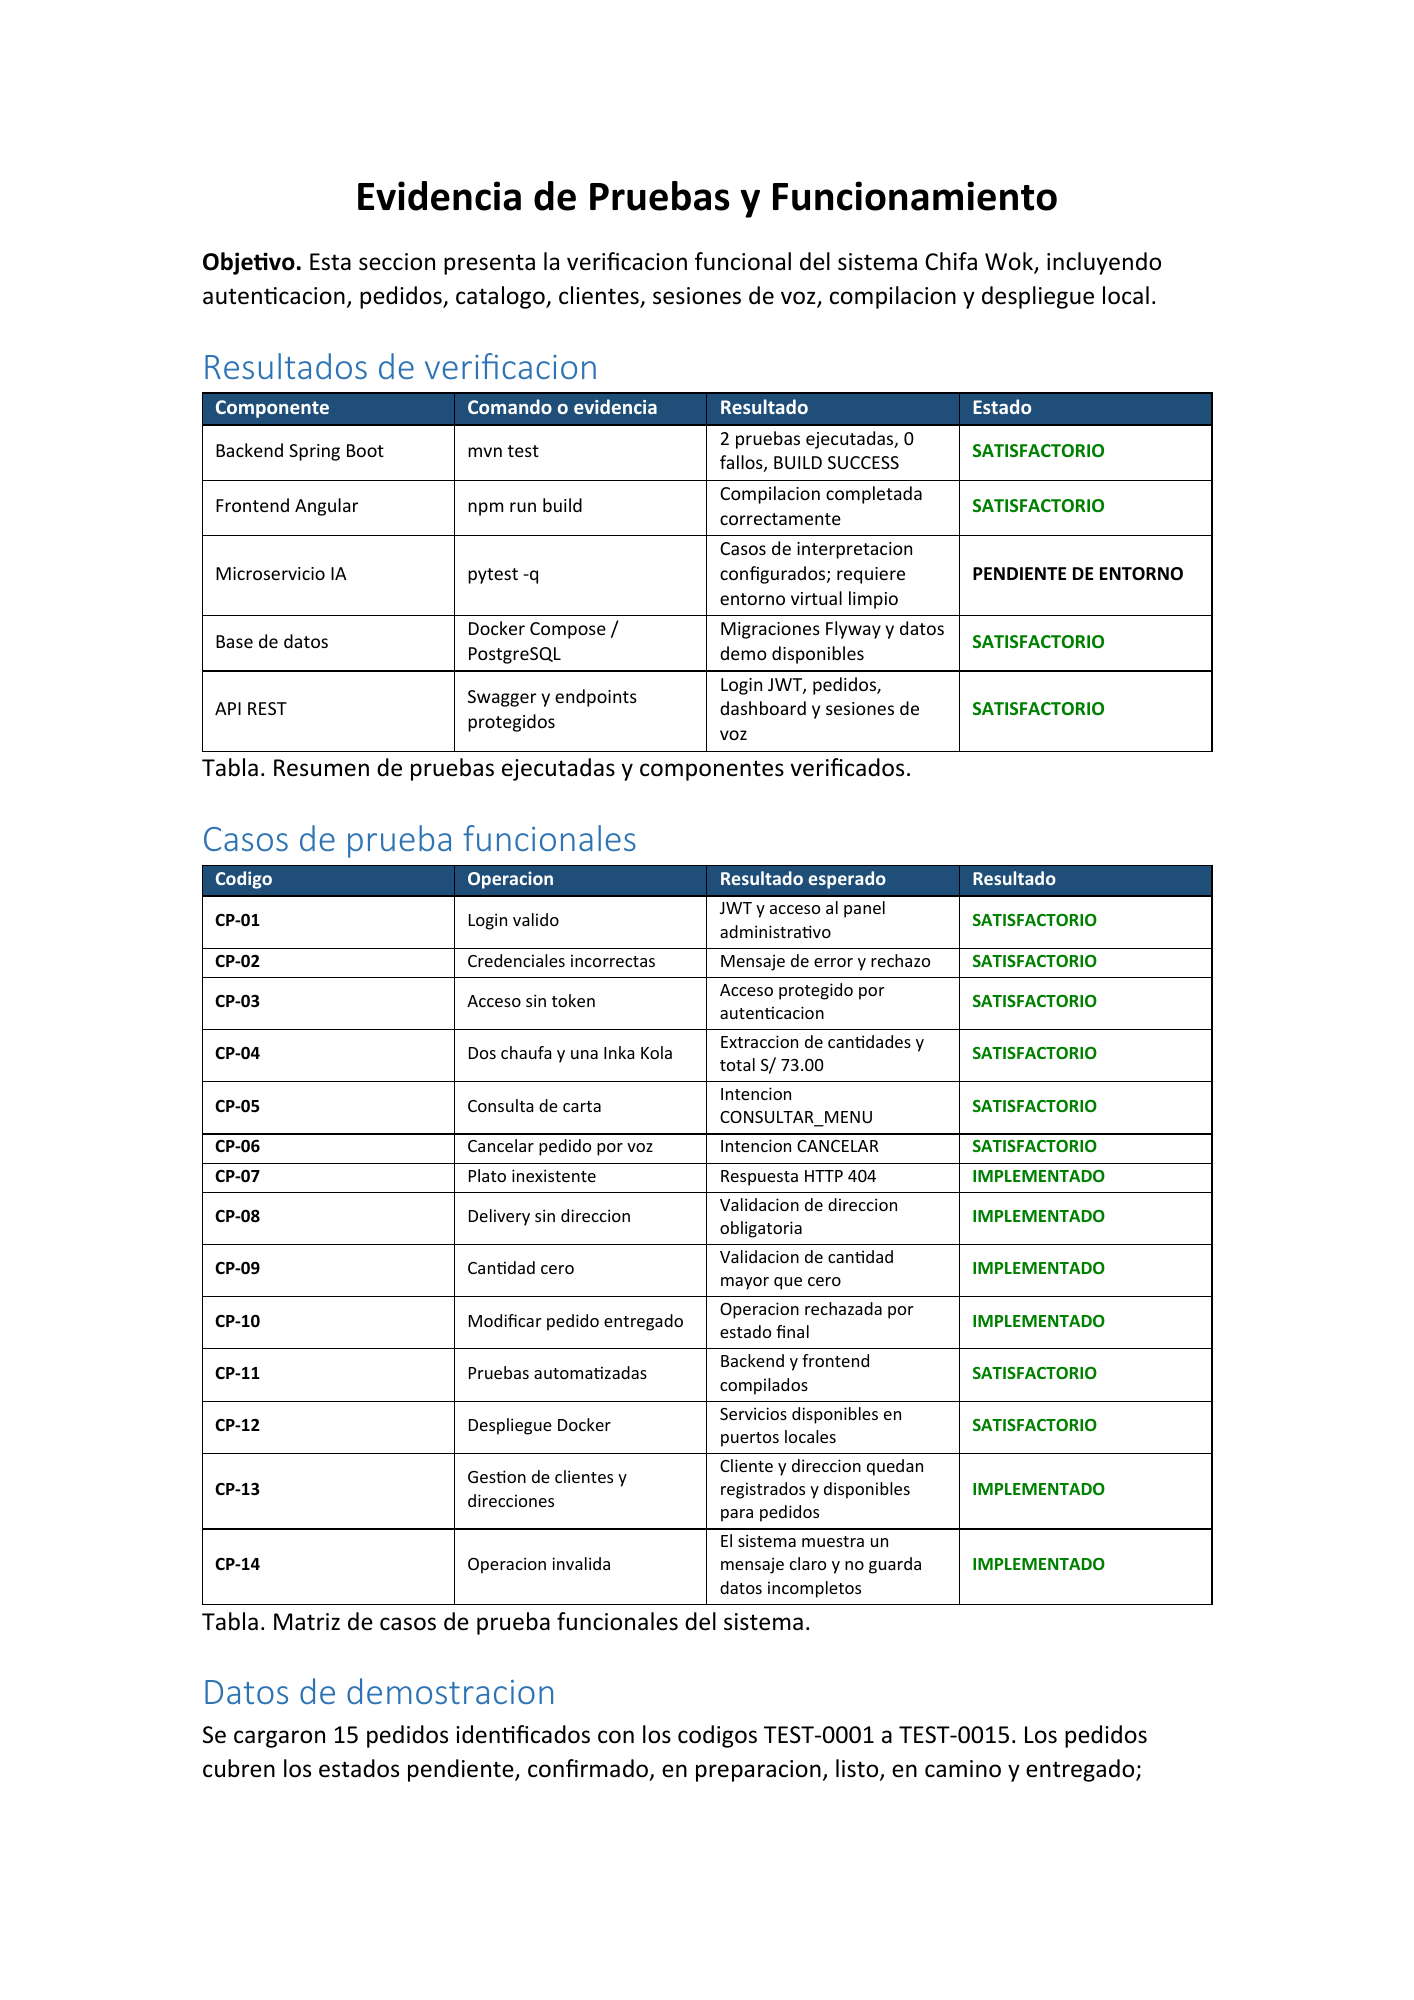 Evidencia de Pruebas y Funcionamiento
Objetivo. Esta seccion presenta la verificacion funcional del sistema Chifa Wok, incluyendo
autenticacion, pedidos, catalogo, clientes, sesiones de voz, compilacion y despliegue local.
Resultados de verificacion
Componente Comando o evidencia Resultado Estado
Backend Spring Boot mvn test 2 pruebas ejecutadas, 0
fallos, BUILD SUCCESS SATISFACTORIO
Frontend Angular npm run build Compilacion completada
correctamente SATISFACTORIO
Microservicio IA pytest -q Casos de interpretacion
configurados; requiere
entorno virtual limpio PENDIENTE DE ENTORNO
Base de datos Docker Compose /
PostgreSQL Migraciones Flyway y datos
demo disponibles SATISFACTORIO
API REST Swagger y endpoints
protegidos Login JWT, pedidos,
dashboard y sesiones de
voz SATISFACTORIO
Tabla. Resumen de pruebas ejecutadas y componentes verificados.
Casos de prueba funcionales
Codigo Operacion Resultado esperado Resultado
CP-01 Login valido JWT y acceso al panel
administrativo SATISFACTORIO
CP-02 Credenciales incorrectas Mensaje de error y rechazo SATISFACTORIO
CP-03 Acceso sin token Acceso protegido por
autenticacion SATISFACTORIO
CP-04 Dos chaufa y una Inka Kola Extraccion de cantidades y
total S/ 73.00 SATISFACTORIO
CP-05 Consulta de carta Intencion
CONSULTAR_MENU SATISFACTORIO
CP-06 Cancelar pedido por voz Intencion CANCELAR SATISFACTORIO
CP-07 Plato inexistente Respuesta HTTP 404 IMPLEMENTADO
CP-08 Delivery sin direccion Validacion de direccion
obligatoria IMPLEMENTADO
CP-09 Cantidad cero Validacion de cantidad
mayor que cero IMPLEMENTADO
CP-10 Modificar pedido entregado Operacion rechazada por
estado final IMPLEMENTADO
CP-11 Pruebas automatizadas Backend y frontend
compilados SATISFACTORIO
CP-12 Despliegue Docker Servicios disponibles en
puertos locales SATISFACTORIO
CP-13 Gestion de clientes y
direcciones Cliente y direccion quedan
registrados y disponibles
para pedidos IMPLEMENTADO
CP-14 Operacion invalida El sistema muestra un
mensaje claro y no guarda
datos incompletos IMPLEMENTADO
Tabla. Matriz de casos de prueba funcionales del sistema.
Datos de demostracion
Se cargaron 15 pedidos identificados con los codigos TEST-0001 a TEST-0015. Los pedidos
cubren los estados pendiente, confirmado, en preparacion, listo, en camino y entregado;